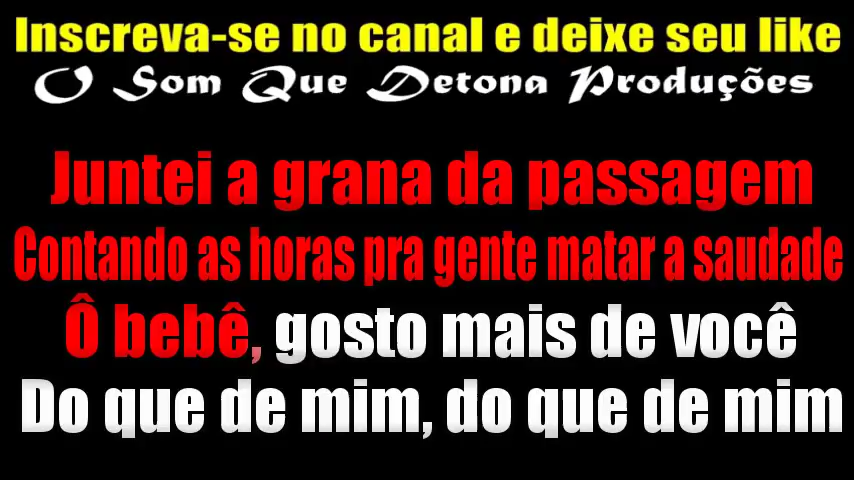 Inscreva-se no canal e deixe seu like
O Som Que Detona Produções
Juntei a grana da passagem
Contando as horas pra gente matar a saudade
Ô bebê, gosto mais de você
Do que de mim, do que de mim